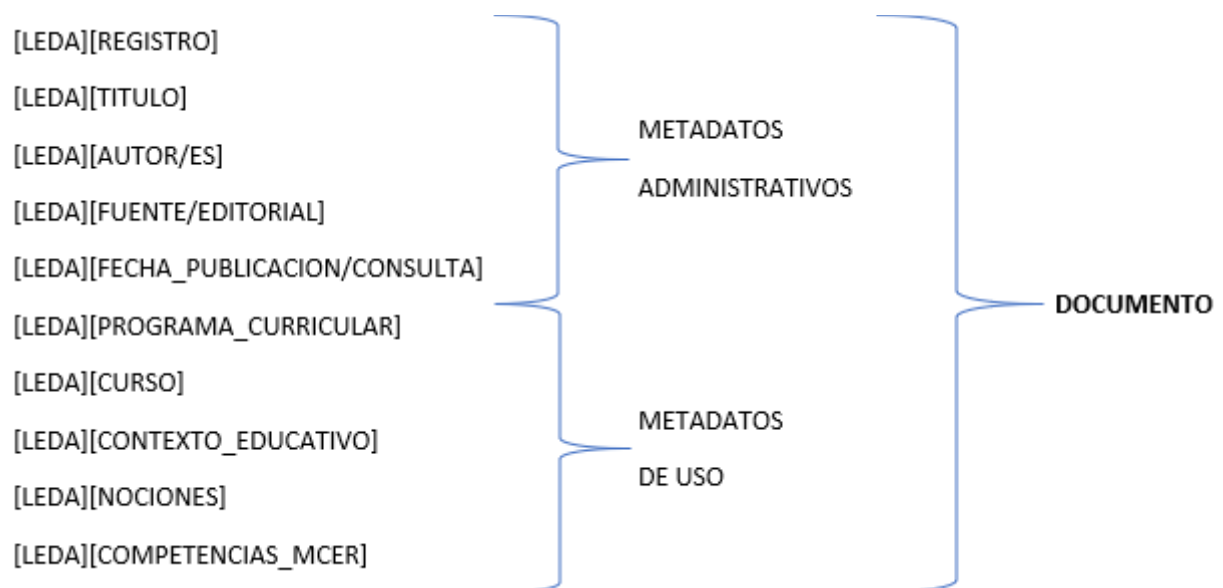 [LEDA][REGISTRO]
[LEDA][TITULO]
[LEDA][AUTOR/ES]
[LEDA][FUENTE/EDITORIAL]
[LEDA][FECHA_PUBLICACION/CONSULTA]
[LEDA][PROGRAMA_CURRICULAR]
[LEDA][CURSO]
[LEDA][CONTEXTO_EDUCATIVO]
[LEDA][NOCIONES]
[LEDA][COMPETENCIAS_MCER]
METADATOS
ADMINISTRATIVOS
METADATOS
DE USO
DOCUMENTO